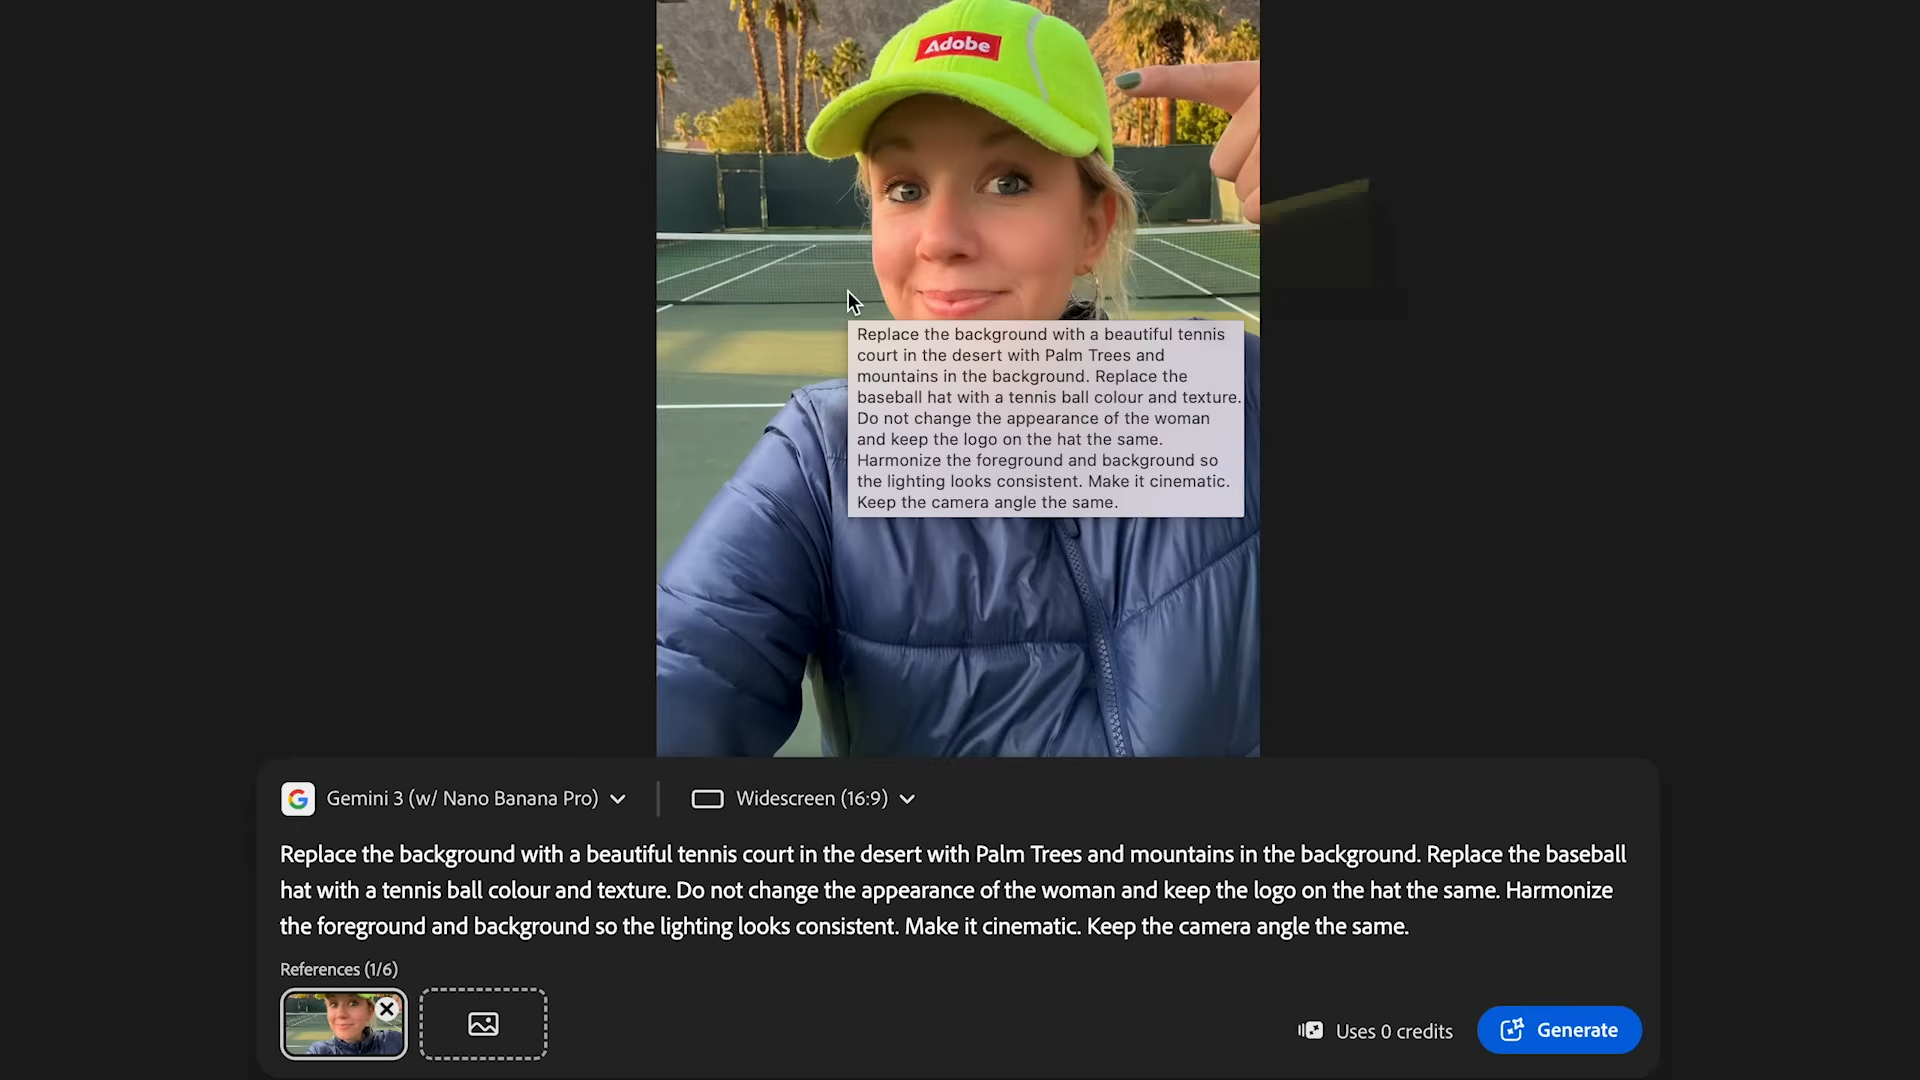 Adobe
Replace the background with a beautiful tennis
court in the desert with Palm Trees and
mountains in the background. Replace the
baseball hat with a tennis ball colour and texture.
Do not change the appearance of the woman
and keep the logo on the hat the same.
Harmonize the foreground and background so
the lighting looks consistent. Make it cinematic.
Keep the camera angle the same.
Gemini 3 (w/ Nano Banana Pro)
Widescreen (16:9)
Replace the background with a beautiful tennis court in the desert with Palm Trees and mountains in the background. Replace the baseball
hat with a tennis ball colour and texture. Do not change the appearance of the woman and keep the logo on the hat the same. Harmonize
the foreground and background so the lighting looks consistent. Make it cinematic. Keep the camera angle the same.
References (1/6)
Uses 0 credits
Generate